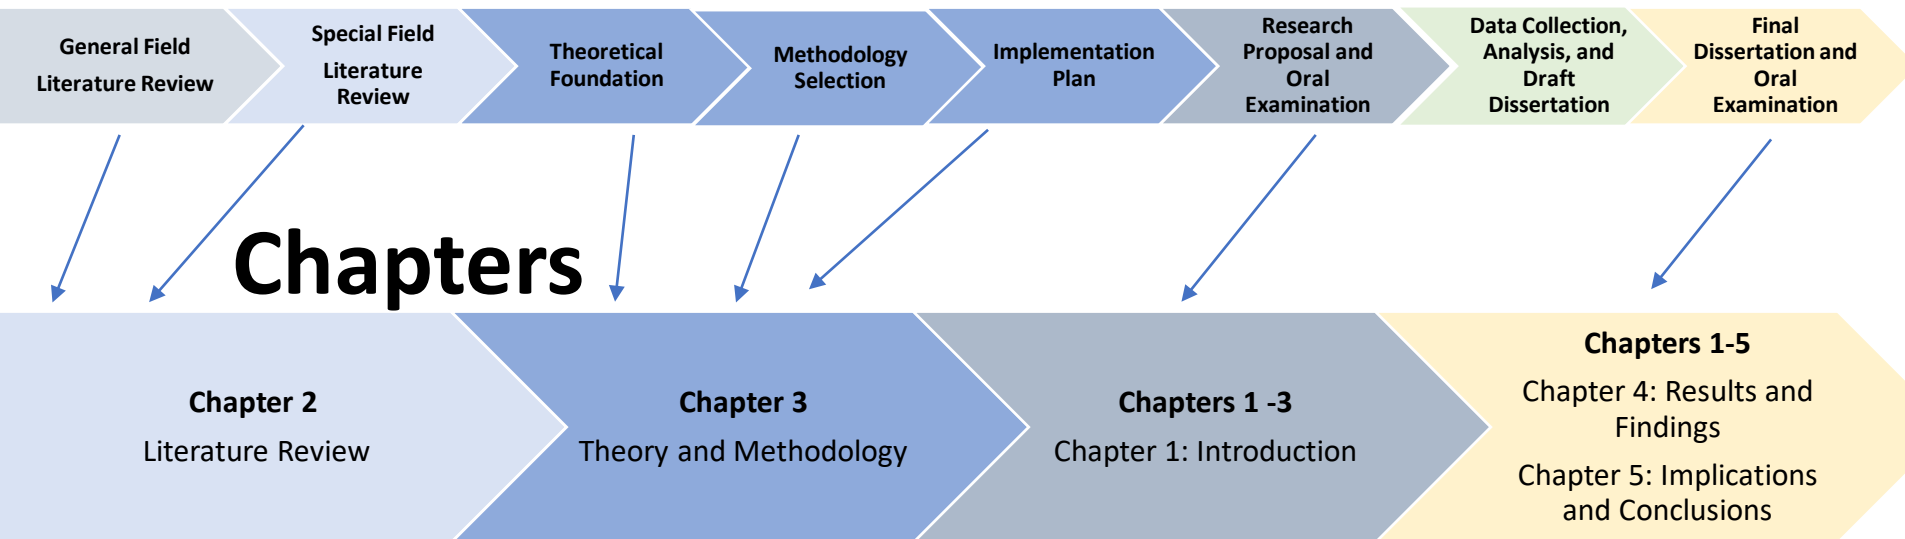 General Field
Literature Review
Special Field
Literature
Review
Theoretical
Foundation
Methodology
Selection
Implementation
Plan
Research
Proposal and
Oral
Examination
Data Collection,
Analysis, and
Draft
Dissertation
Final
Dissertation and
Oral
Examination
Chapters
Chapter 2
Literature Review
Chapter 3
Theory and Methodology
Chapters 1 -3
Chapter 1: Introduction
Chapters 1-5
Chapter 4: Results and
Findings
Chapter 5: Implications
and Conclusions